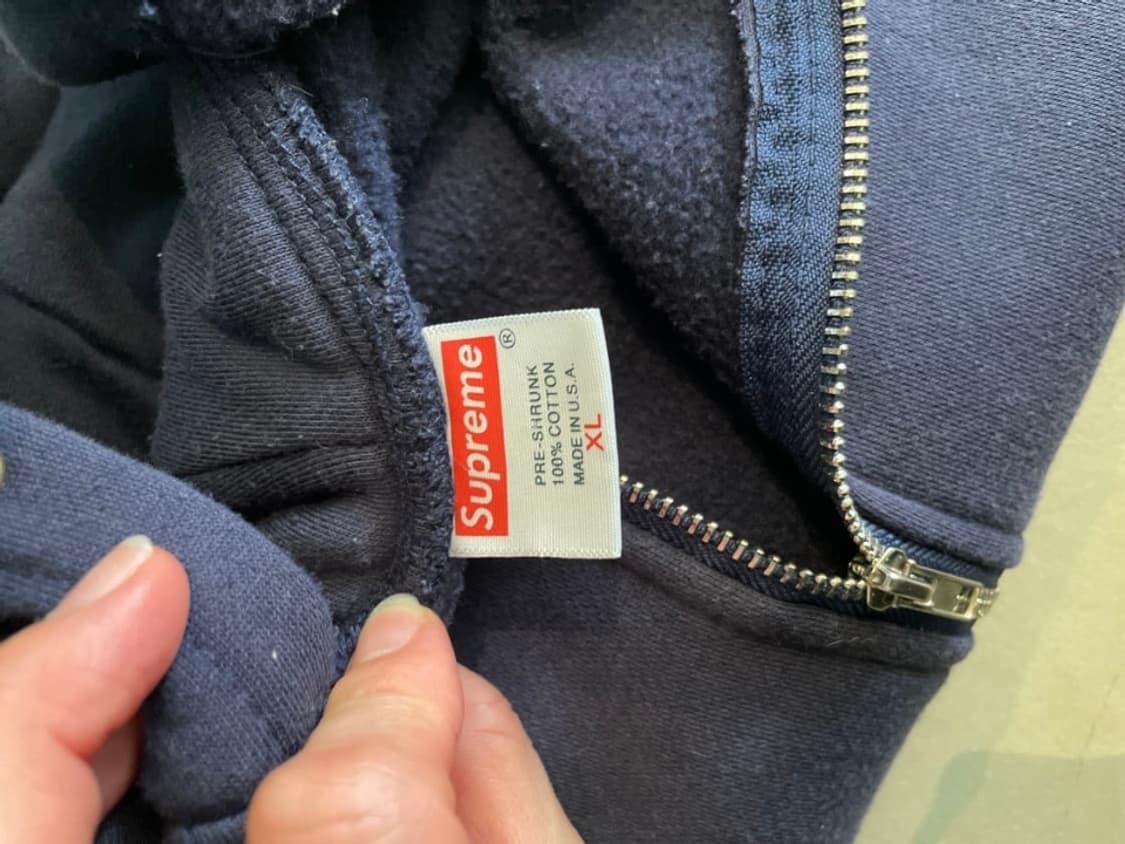 Supreme®
PRE-SHRUNK
100% COTTON
MADE IN U.S.A.
XL